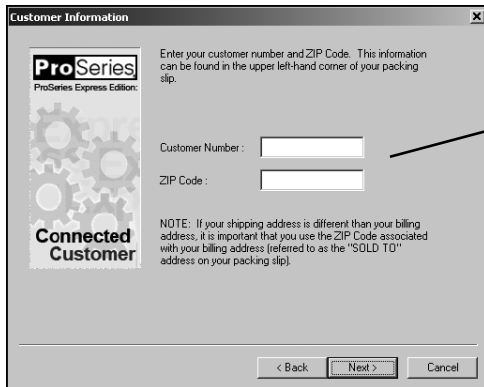 Customer Information
ProSeries
ProSeries Express Edition:
Connected
Customer
Enter your customer number and ZIP Code. This information
can be found in the upper left-hand corner of your packing
slip.
Customer Number :
ZIP Code :
NOTE: If your shipping address is different than your billing
address, it is important that you use the ZIP Code associated
with your billing address (referred to as the "SOLD TO"
address on your packing slip).
< Back
Next >
Cancel